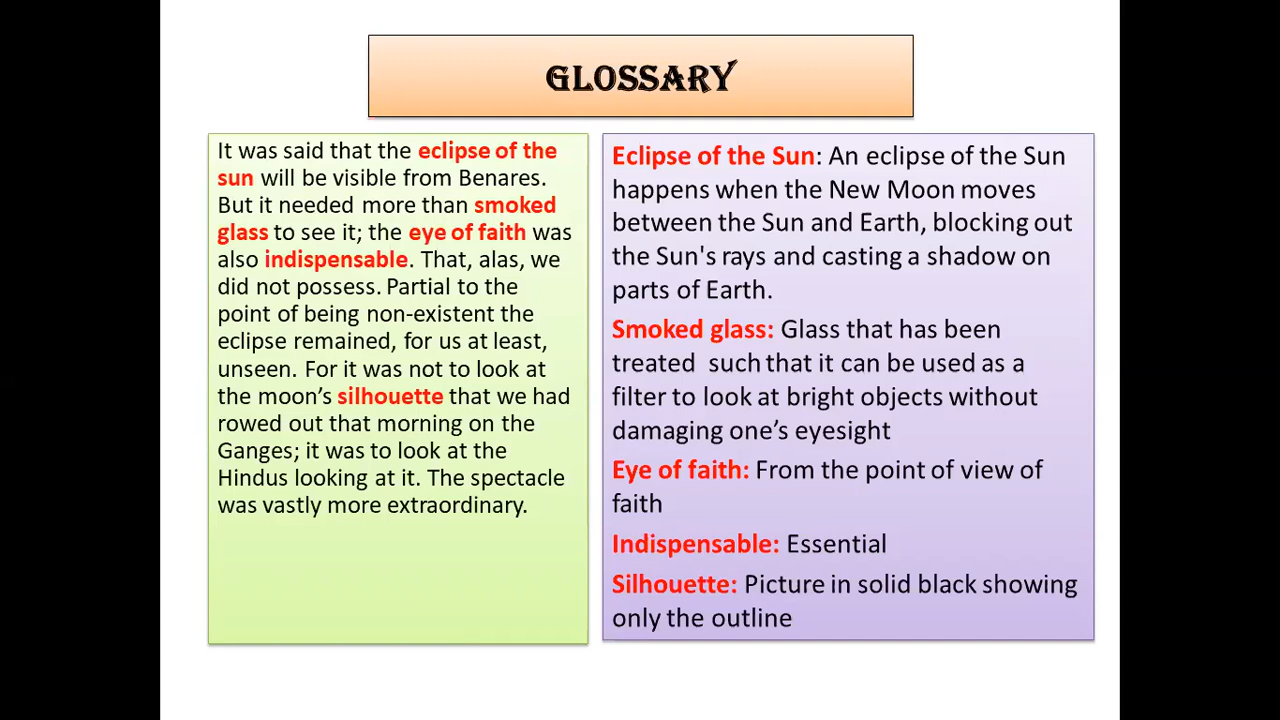 GLOSSARY
It was said that the eclipse of the
sun will be visible from Benares.
But it needed more than smoked
glass to see it; the eye of faith was
also indispensable. That, alas, we
did not possess. Partial to the
point of being non-existent the
eclipse remained, for us at least,
unseen. For it was not to look at
the moon's silhouette that we had
rowed out that morning on the
Ganges; it was to look at the
Hindus looking at it. The spectacle
was vastly more extraordinary.
Eclipse of the Sun: An eclipse of the Sun
happens when the New Moon moves
between the Sun and Earth, blocking out
the Sun's rays and casting a shadow on
parts of Earth.
Smoked glass: Glass that has been
treated such that it can be used as a
filter to look at bright objects without
damaging one's eyesight
Eye of faith: From the point of view of
faith
Indispensable: Essential
Silhouette: Picture in solid black showing
only the outline